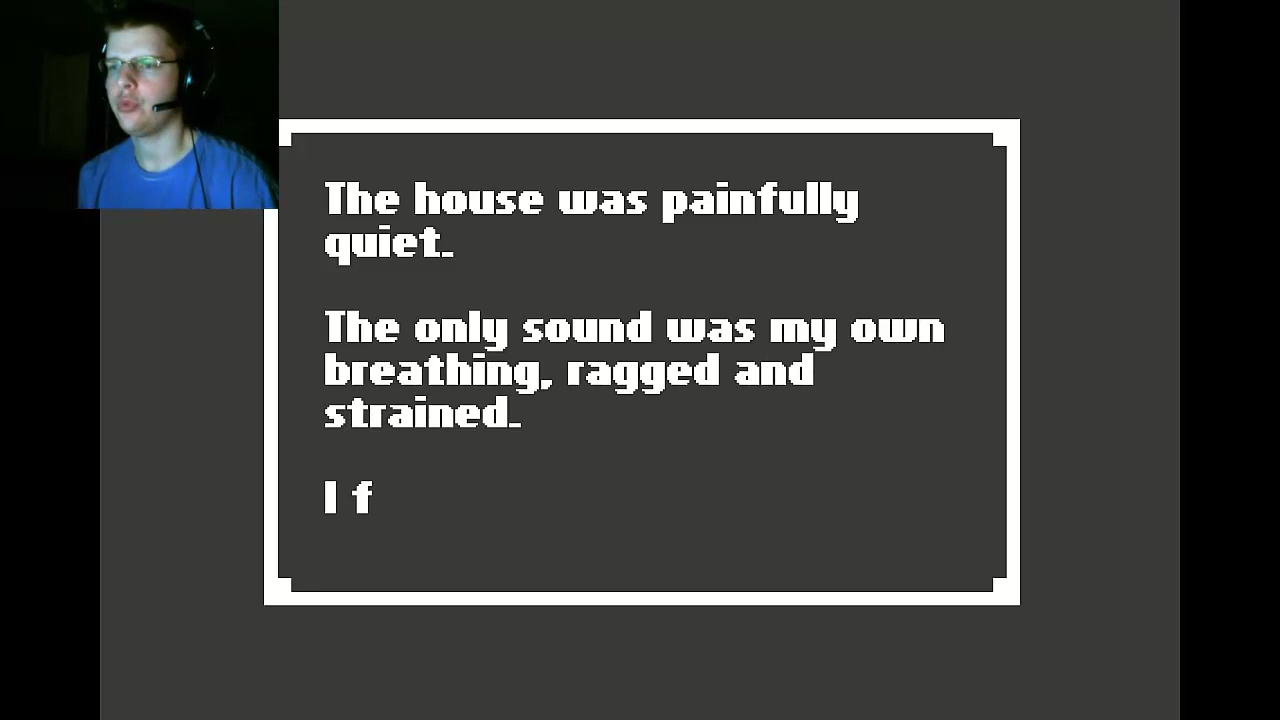 The house was painfully
quiet.
The only sound was my own
breathing, ragged and
strained.
I f